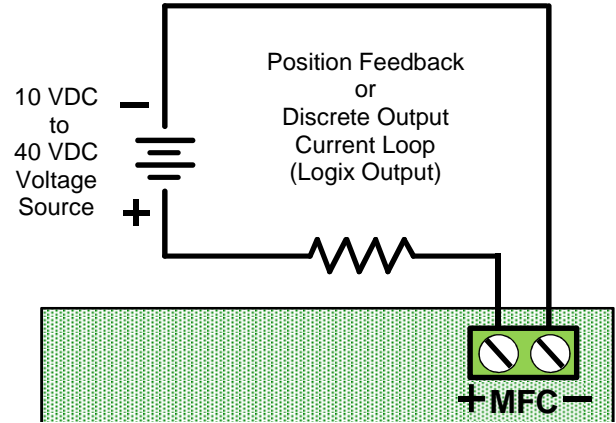 10 VDC
to
40 VDC
Voltage
Source
−
+
Position Feedback
or
Discrete Output
Current Loop
(Logix Output)
+ MFC −